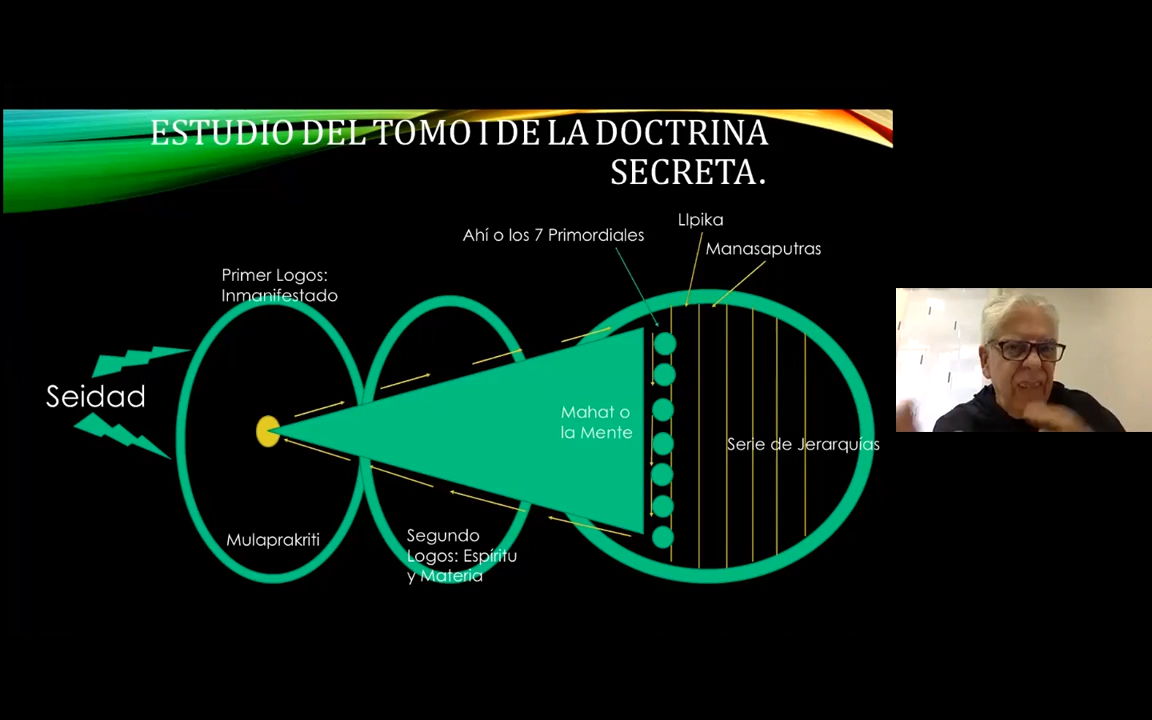 ESTUDIO DEL TOMO I DE LA DOCTRINA
SECRETA.
LIpika
Ahí o los 7 Primordiales
Manasaputras
Primer Logos:
Inmanifestado
Seidad
Mahat o
la Mente
Serie de Jerarquías
Mulaprakriti
Segundo
Logos: Espíritu
y Materia